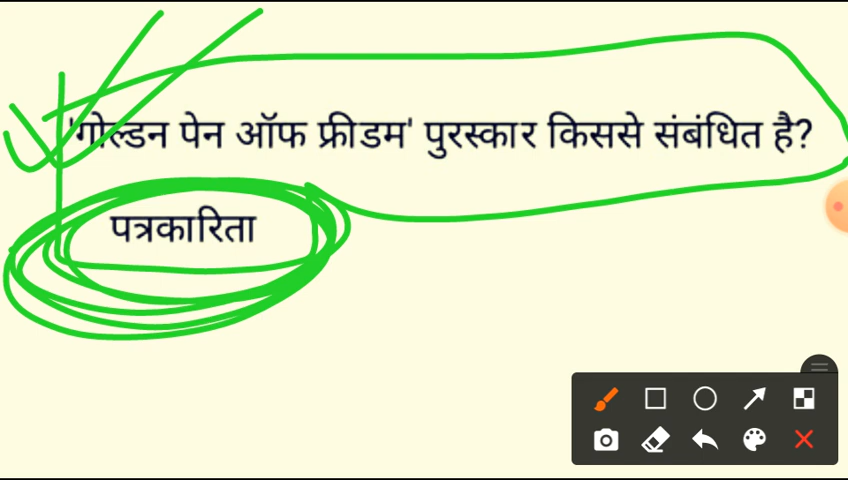 'गोल्डन पेन ऑफ फ्रीडम' पुरस्कार किससे संबंधित है?
पत्रकारिता